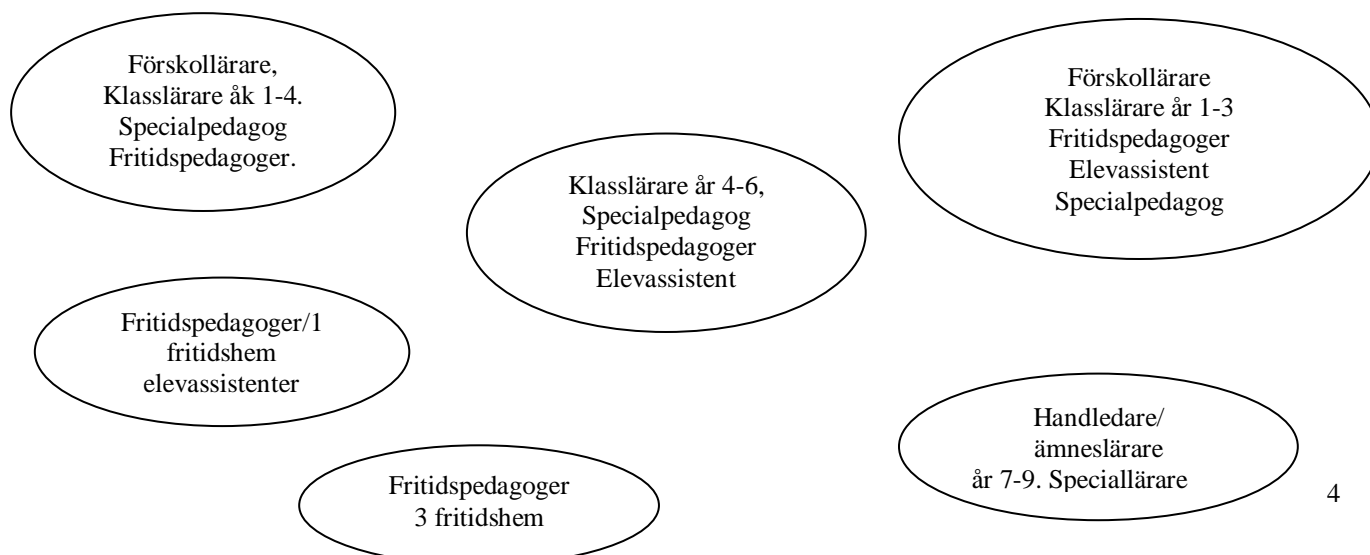 Förskollärare,
Klasslärare åk 1-4.
Specialpedagog
Fritidspedagoger.
Förskollärare
Klasslärare år 1-3
Fritidspedagoger
Elevassistent
Specialpedagog
Klasslärare år 4-6,
Specialpedagog
Fritidspedagoger
Elevassistent
Fritidspedagoger/1
fritidshem
elevassistenter
Handledare/
ämneslärare
år 7-9. Speciallärare
Fritidspedagoger
3 fritidshem
4